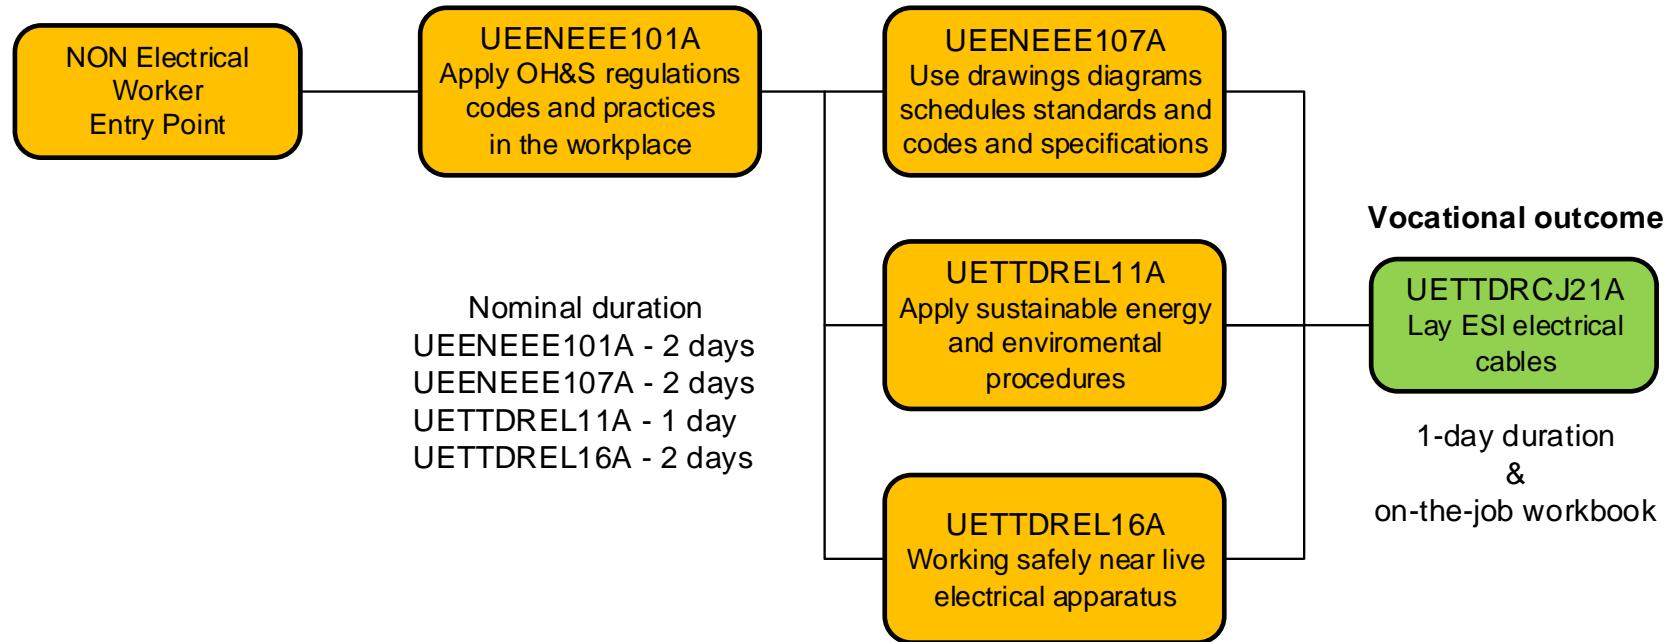 NON Electrical
Worker
Entry Point
UEENEEE101A
Apply OH&S regulations
codes and practices
in the workplace
UEENEEE107A
Use drawings diagrams
schedules standards and
codes and specifications
Nominal duration
UEENEEE101A - 2 days
UEENEEE107A - 2 days
UETTDREL11A - 1 day
UETTDREL16A - 2 days
UETTDREL11A
Apply sustainable energy
and enviromental
procedures
UETTDREL16A
Working safely near live
electrical apparatus
Vocational outcome
UETTDRCJ21A
Lay ESI electrical
cables
1-day duration
&
on-the-job workbook